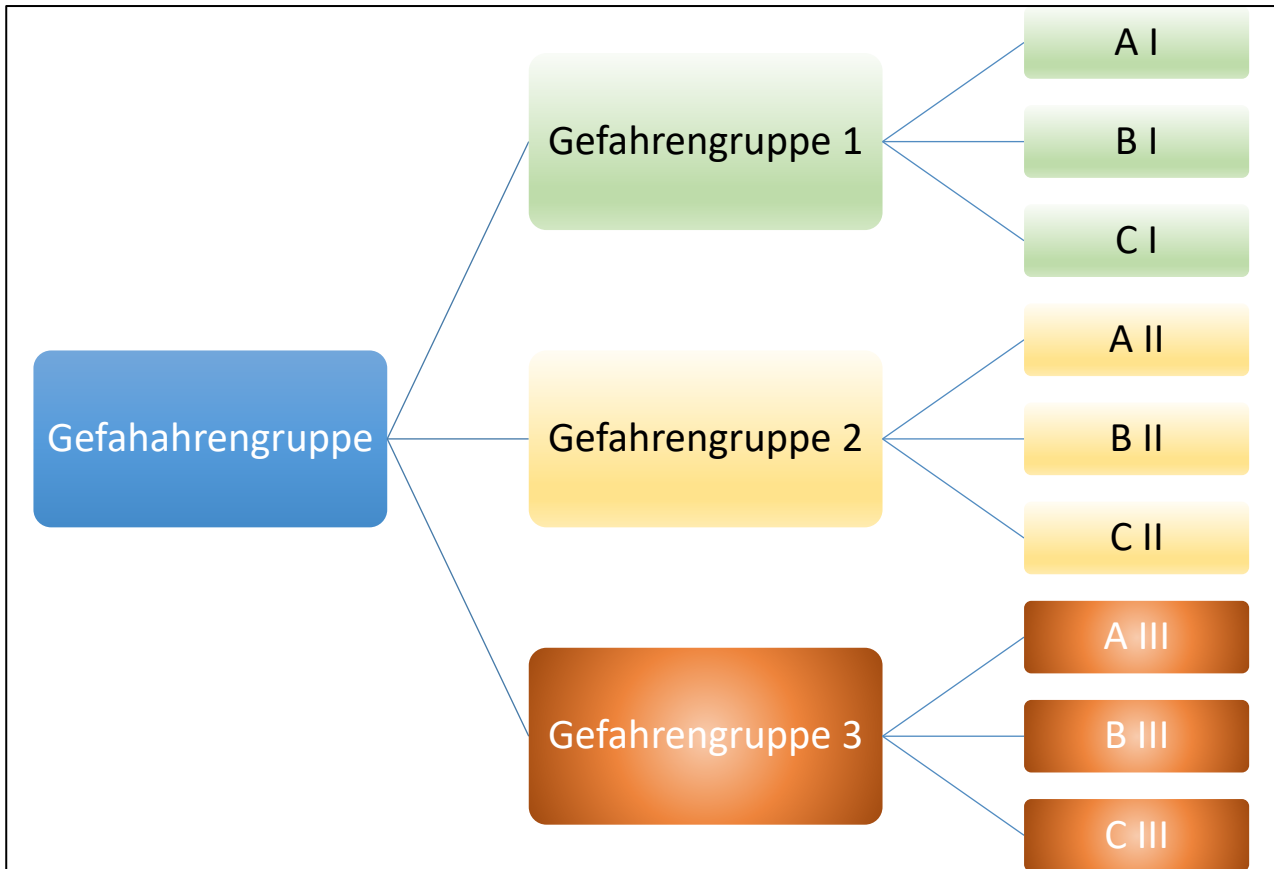 Gefahahrengruppe
Gefahrengruppe 1
A I
B I
C I
Gefahrengruppe 2
A II
B II
C II
Gefahrengruppe 3
A III
B III
C III